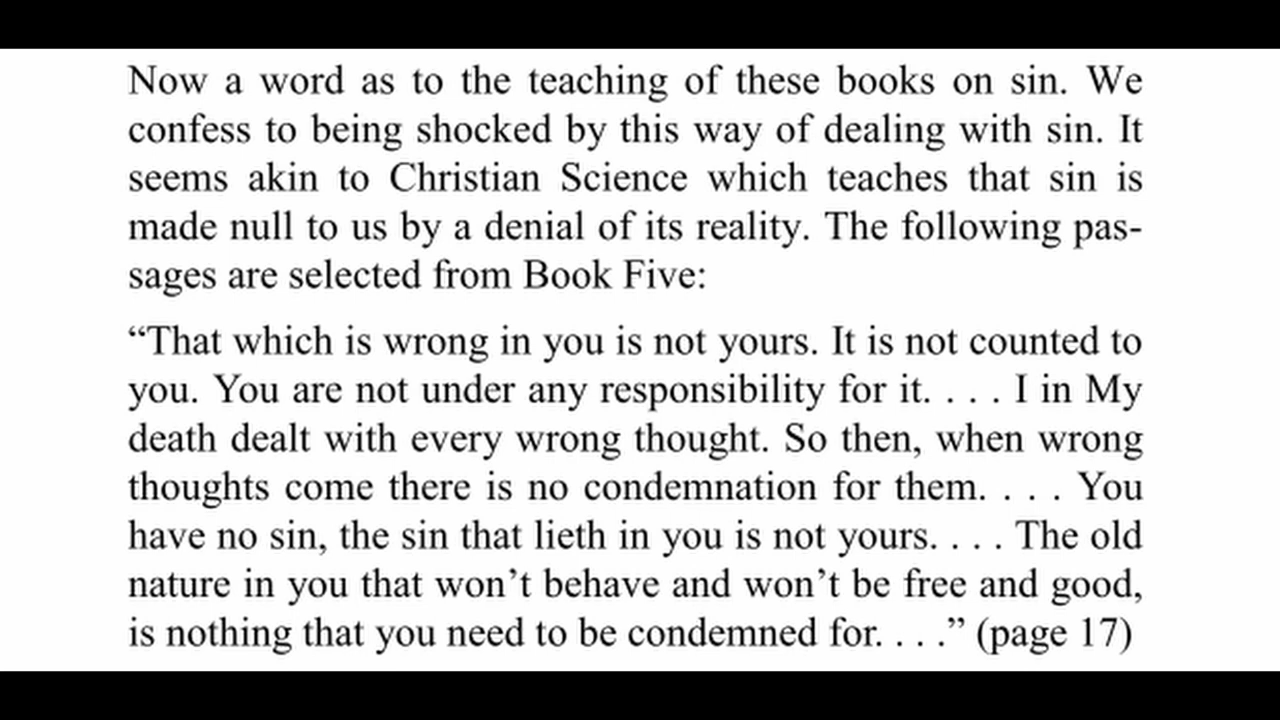 Now a word as to the teaching of these books on sin. We
confess to being shocked by this way of dealing with sin. It
seems akin to Christian Science which teaches that sin is
made null to us by a denial of its reality. The following pas-
sages are selected from Book Five:
“That which is wrong in you is not yours. It is not counted to
you. You are not under any responsibility for it. . . . I in My
death dealt with every wrong thought. So then, when wrong
thoughts come there is no condemnation for them. . . . You
have no sin, the sin that lieth in you is not yours. . . . The old
nature in you that won’t behave and won’t be free and good,
is nothing that you need to be condemned for. . . .” (page 17)